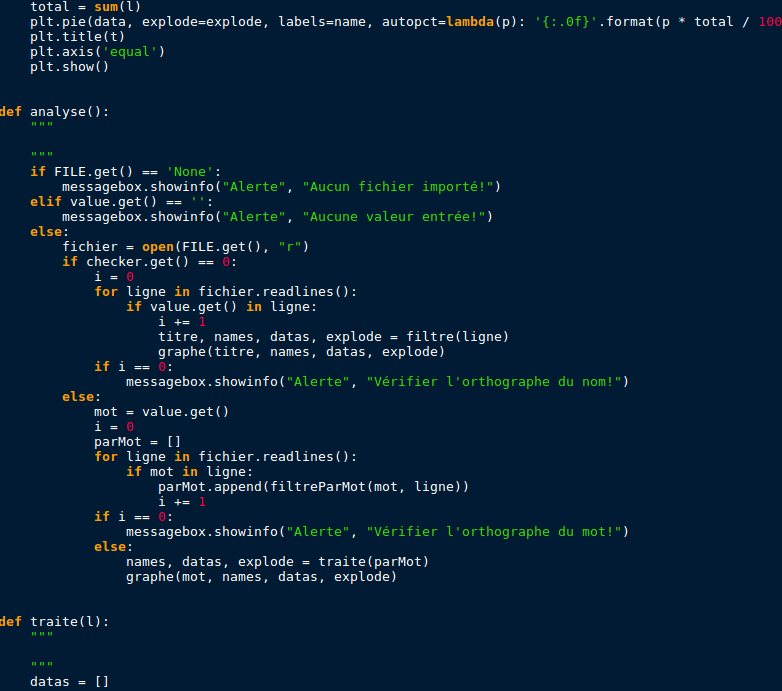 total = sum(l)
plt.pie(data, explode=explode, labels=name, autopct=lambda(p): '{:.0f}'.format(p * total / 100
plt.title(t)
plt.axis('equal')
plt.show()
def analyse():
"""
"""
if FILE.get() == 'None':
messagebox.showinfo("Alerte", "Aucun fichier importé!")
elif value.get() == '':
messagebox.showinfo("Alerte", "Aucune valeur entrée!")
else:
fichier = open(FILE.get(), "r")
if checker.get() == 0:
i = 0
for ligne in fichier.readlines():
if value.get() in ligne:
i += 1
titre, names, datas, explode = filtre(ligne)
graphe(titre, names, datas, explode)
if i == 0:
messagebox.showinfo("Alerte", "Vérifier l'orthographe du nom!")
else:
mot = value.get()
i = 0
parMot = []
for ligne in fichier.readlines():
if mot in ligne:
parMot.append(filtreParMot(mot, ligne))
i += 1
if i == 0:
messagebox.showinfo("Alerte", "Vérifier l'orthographe du mot!")
else:
names, datas, explode = traite(parMot)
graphe(mot, names, datas, explode)
def traite(l):
"""
"""
datas = []